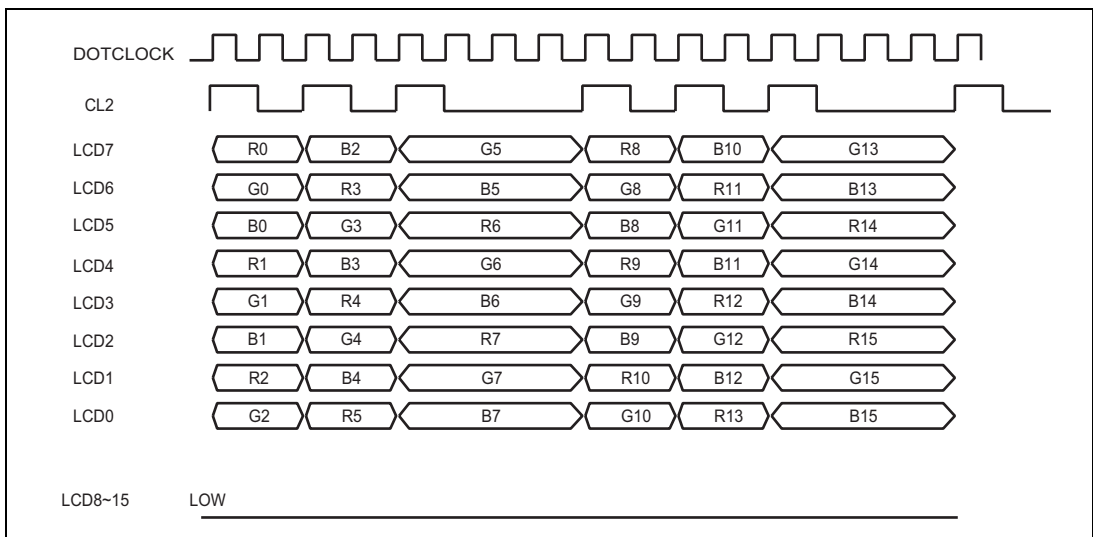 DOTCLOCK
CL2
LCD7 R0 B2 G5 R8 B10 G13
LCD6 G0 R3 B5 G8 R11 B13
LCD5 B0 G3 R6 B8 G11 R14
LCD4 R1 B3 G6 R9 B11 G14
LCD3 G1 R4 B6 G9 R12 B14
LCD2 B1 G4 R7 B9 G12 R15
LCD1 R2 B4 G7 R10 B12 G15
LCD0 G2 R5 B7 G10 R13 B15
LCD8~15 LOW